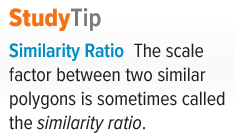 StudyTip
Similarity Ratio The scale
factor between two similar
polygons is sometimes called
the similarity ratio.